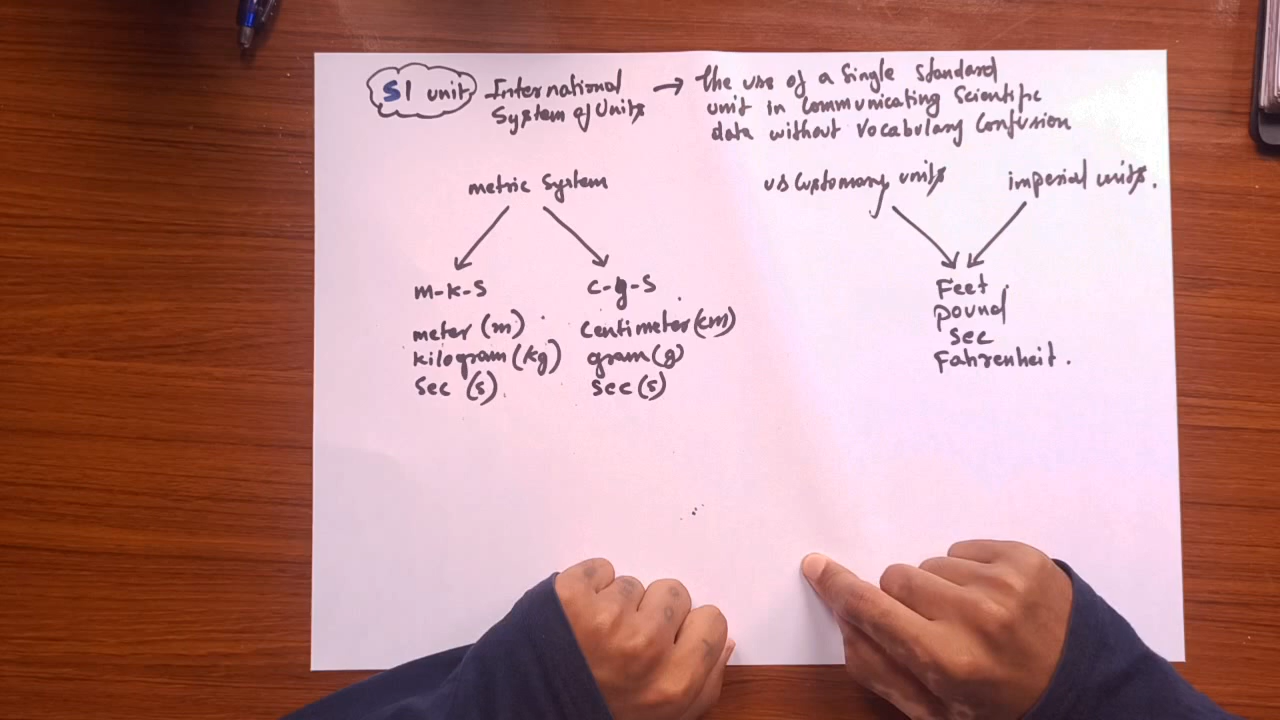 SI unit International → the use of a Single Standard
System of Units unit in Communicating Scientific
data without Vocabulary Confusion
metric System
us Customary units imperial units.
m-k-s
c-g-s.
Feet.
meter (m)
centimeter (cm)
pound
kilogram (kg)
gram (g)
sec
sec (s)
sec (s)
Fahrenheit.